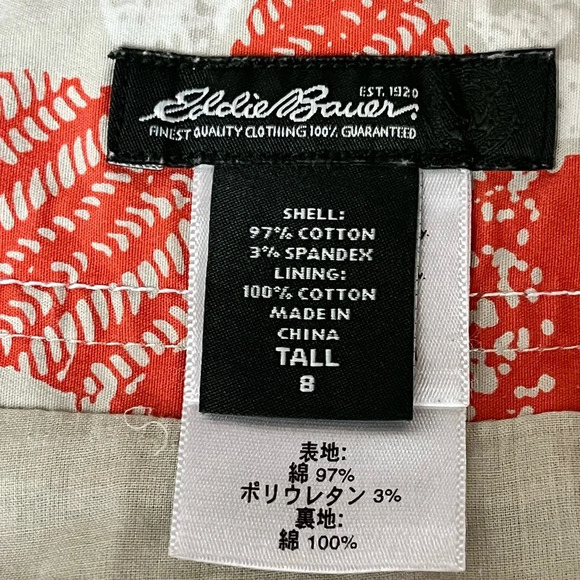 EST. 1920
Eddie Bauer
FINEST QUALITY CLOTHING 100% GUARANTEED
SHELL:
97% COTTON
3% SPANDEX
LINING:
100% COTTON
MADE IN
CHINA
TALL
8
表地:
綿 97%
ポリウレタン 3%
裏地:
綿 100%